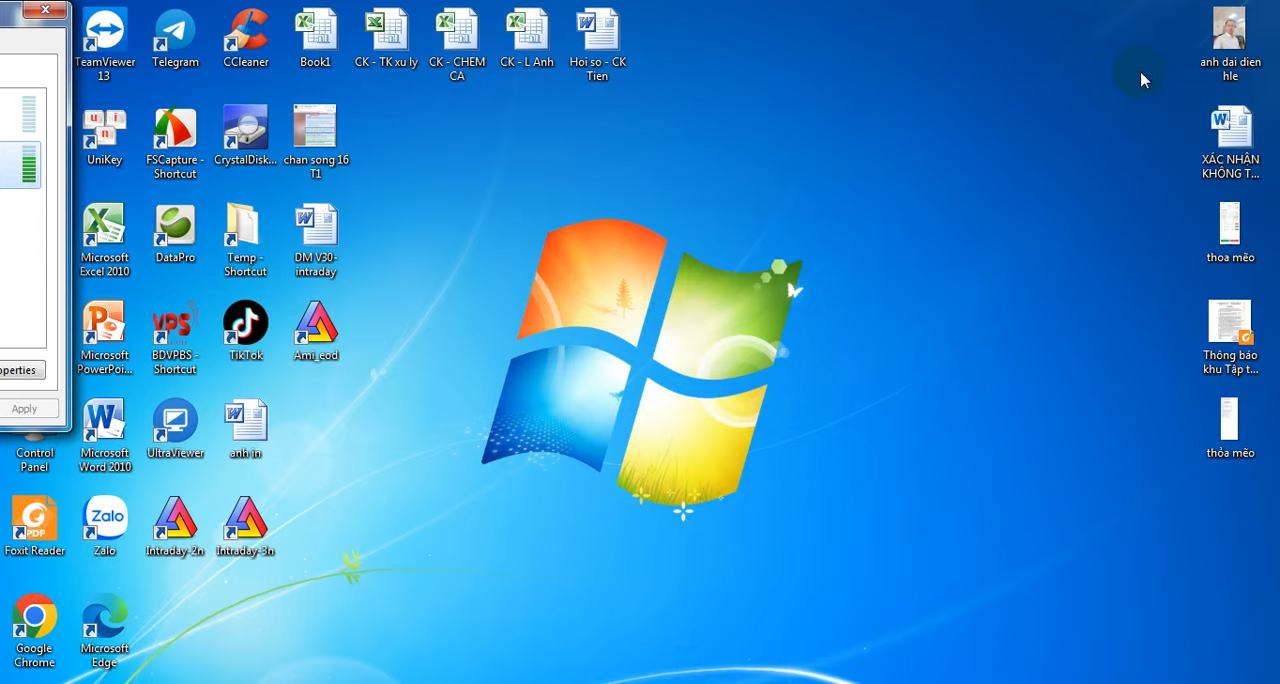 TeamViewer
13
Telegram
CCleaner
Book1
CK - TK xu ly
CK - CHEM
CA
CK - L Anh
Hoi so - CK
Tien
anh dai dien
hle
UniKey
FSCapture -
Shortcut
CrystalDisk...
chan song 16
T1
XÁC NHẬN
KHÔNG T...
Microsoft
Excel 2010
DataPro
Temp -
Shortcut
DM V30-
intraday
thoa mẽo
Microsoft
PowerPoi...
VPS
BDVPBS -
Shortcut
TikTok
Ami_eod
Thông báo
khu Tập t...
operties
Apply
Control
Panel
Microsoft
Word 2010
UltraViewer
anh in
thỏa mẽo
PDF
Foxit Reader
Zalo
Zalo
Intraday-2n
Intraday-3n
Google
Chrome
Microsoft
Edge